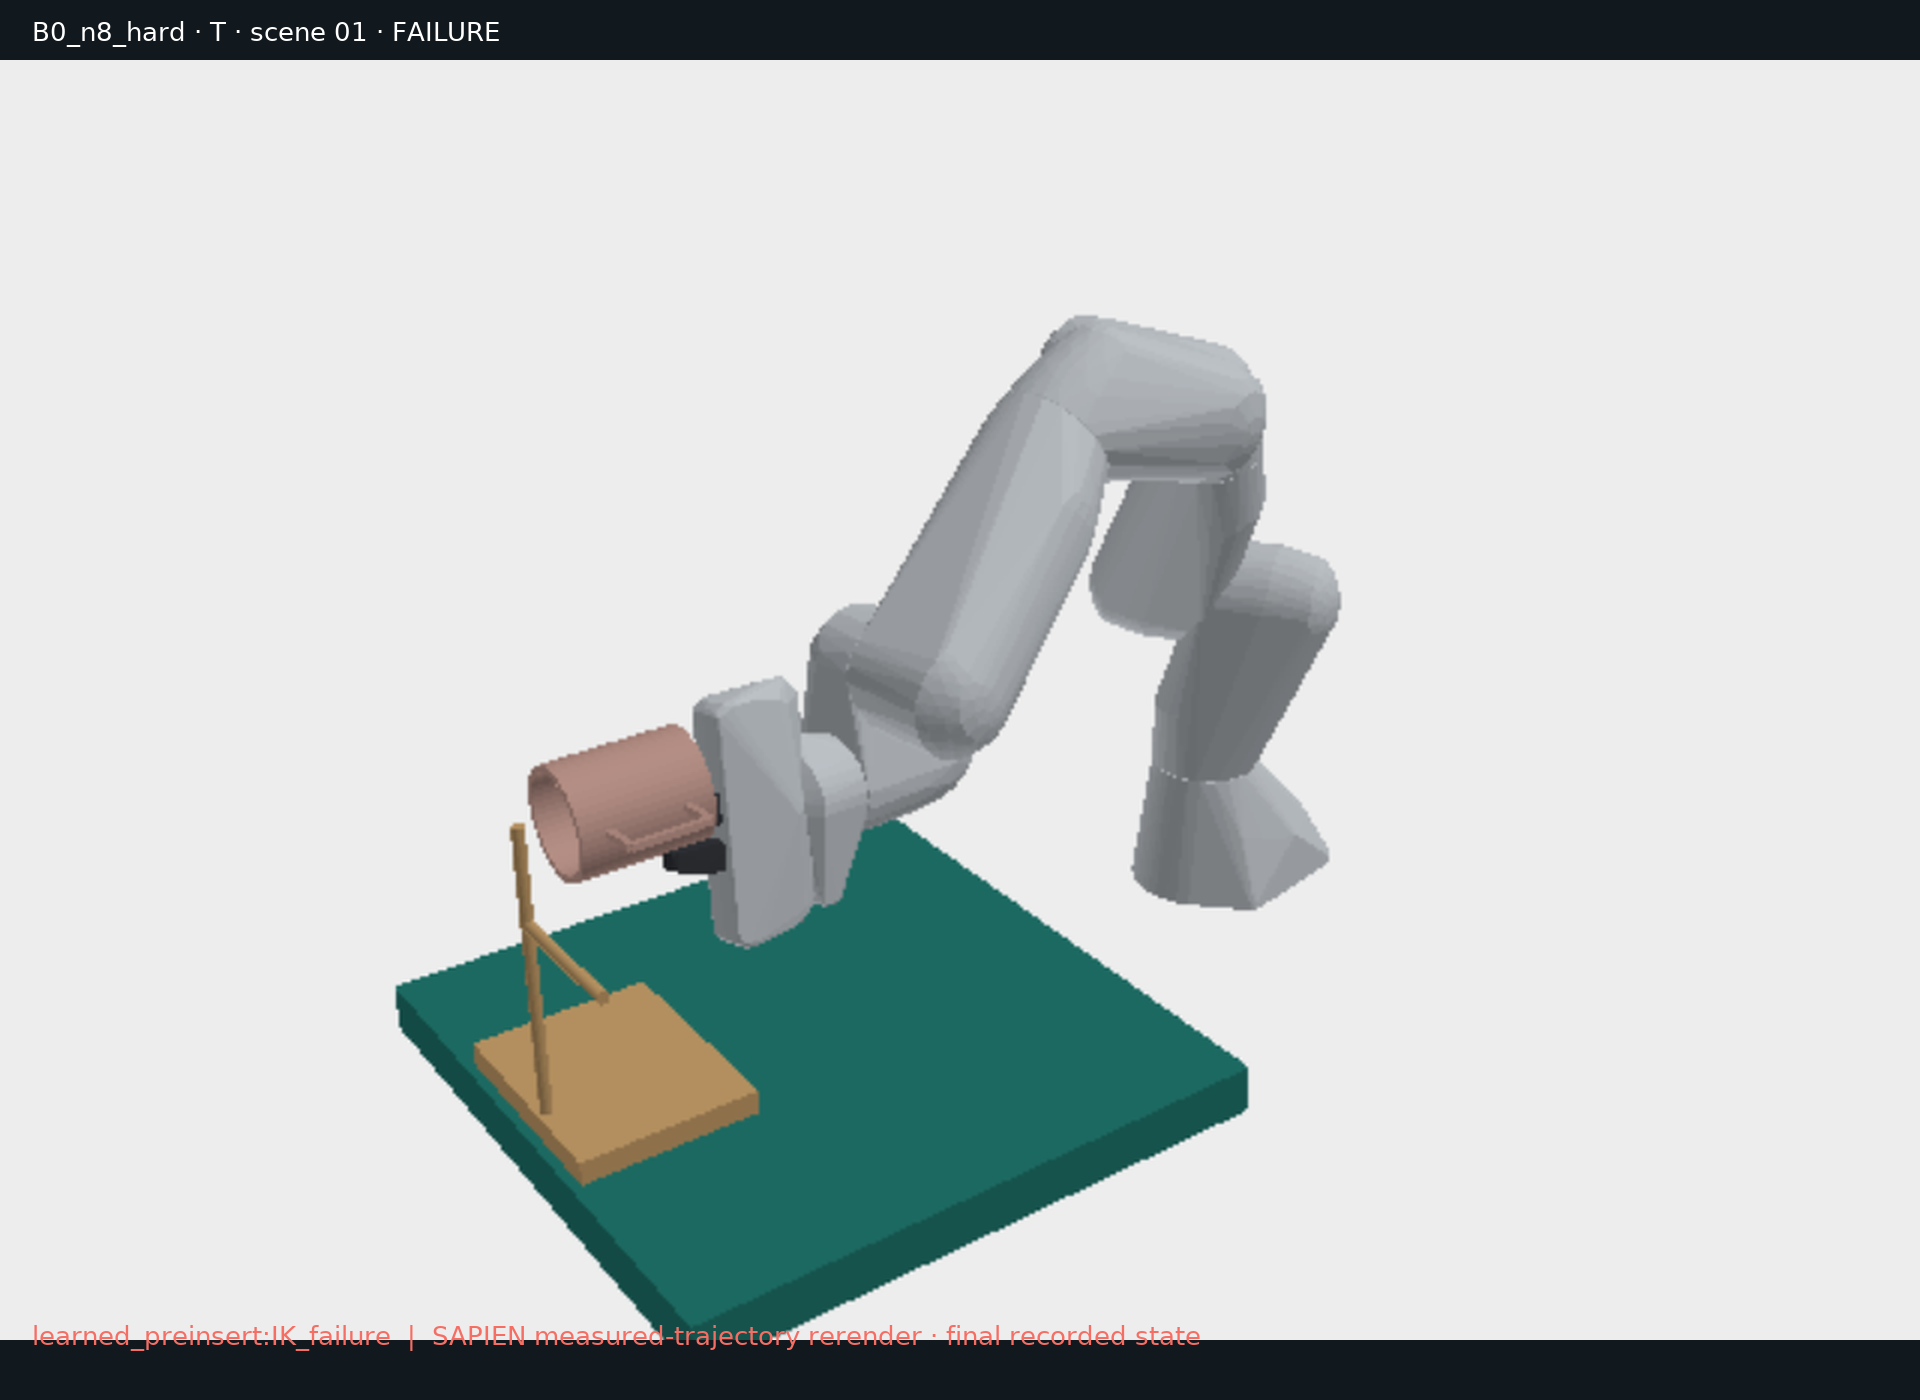 B0_n8_hard · T · scene 01 · FAILURE
learned_preinsert:IK_failure | SAPIEN measured-trajectory rerender · final recorded state